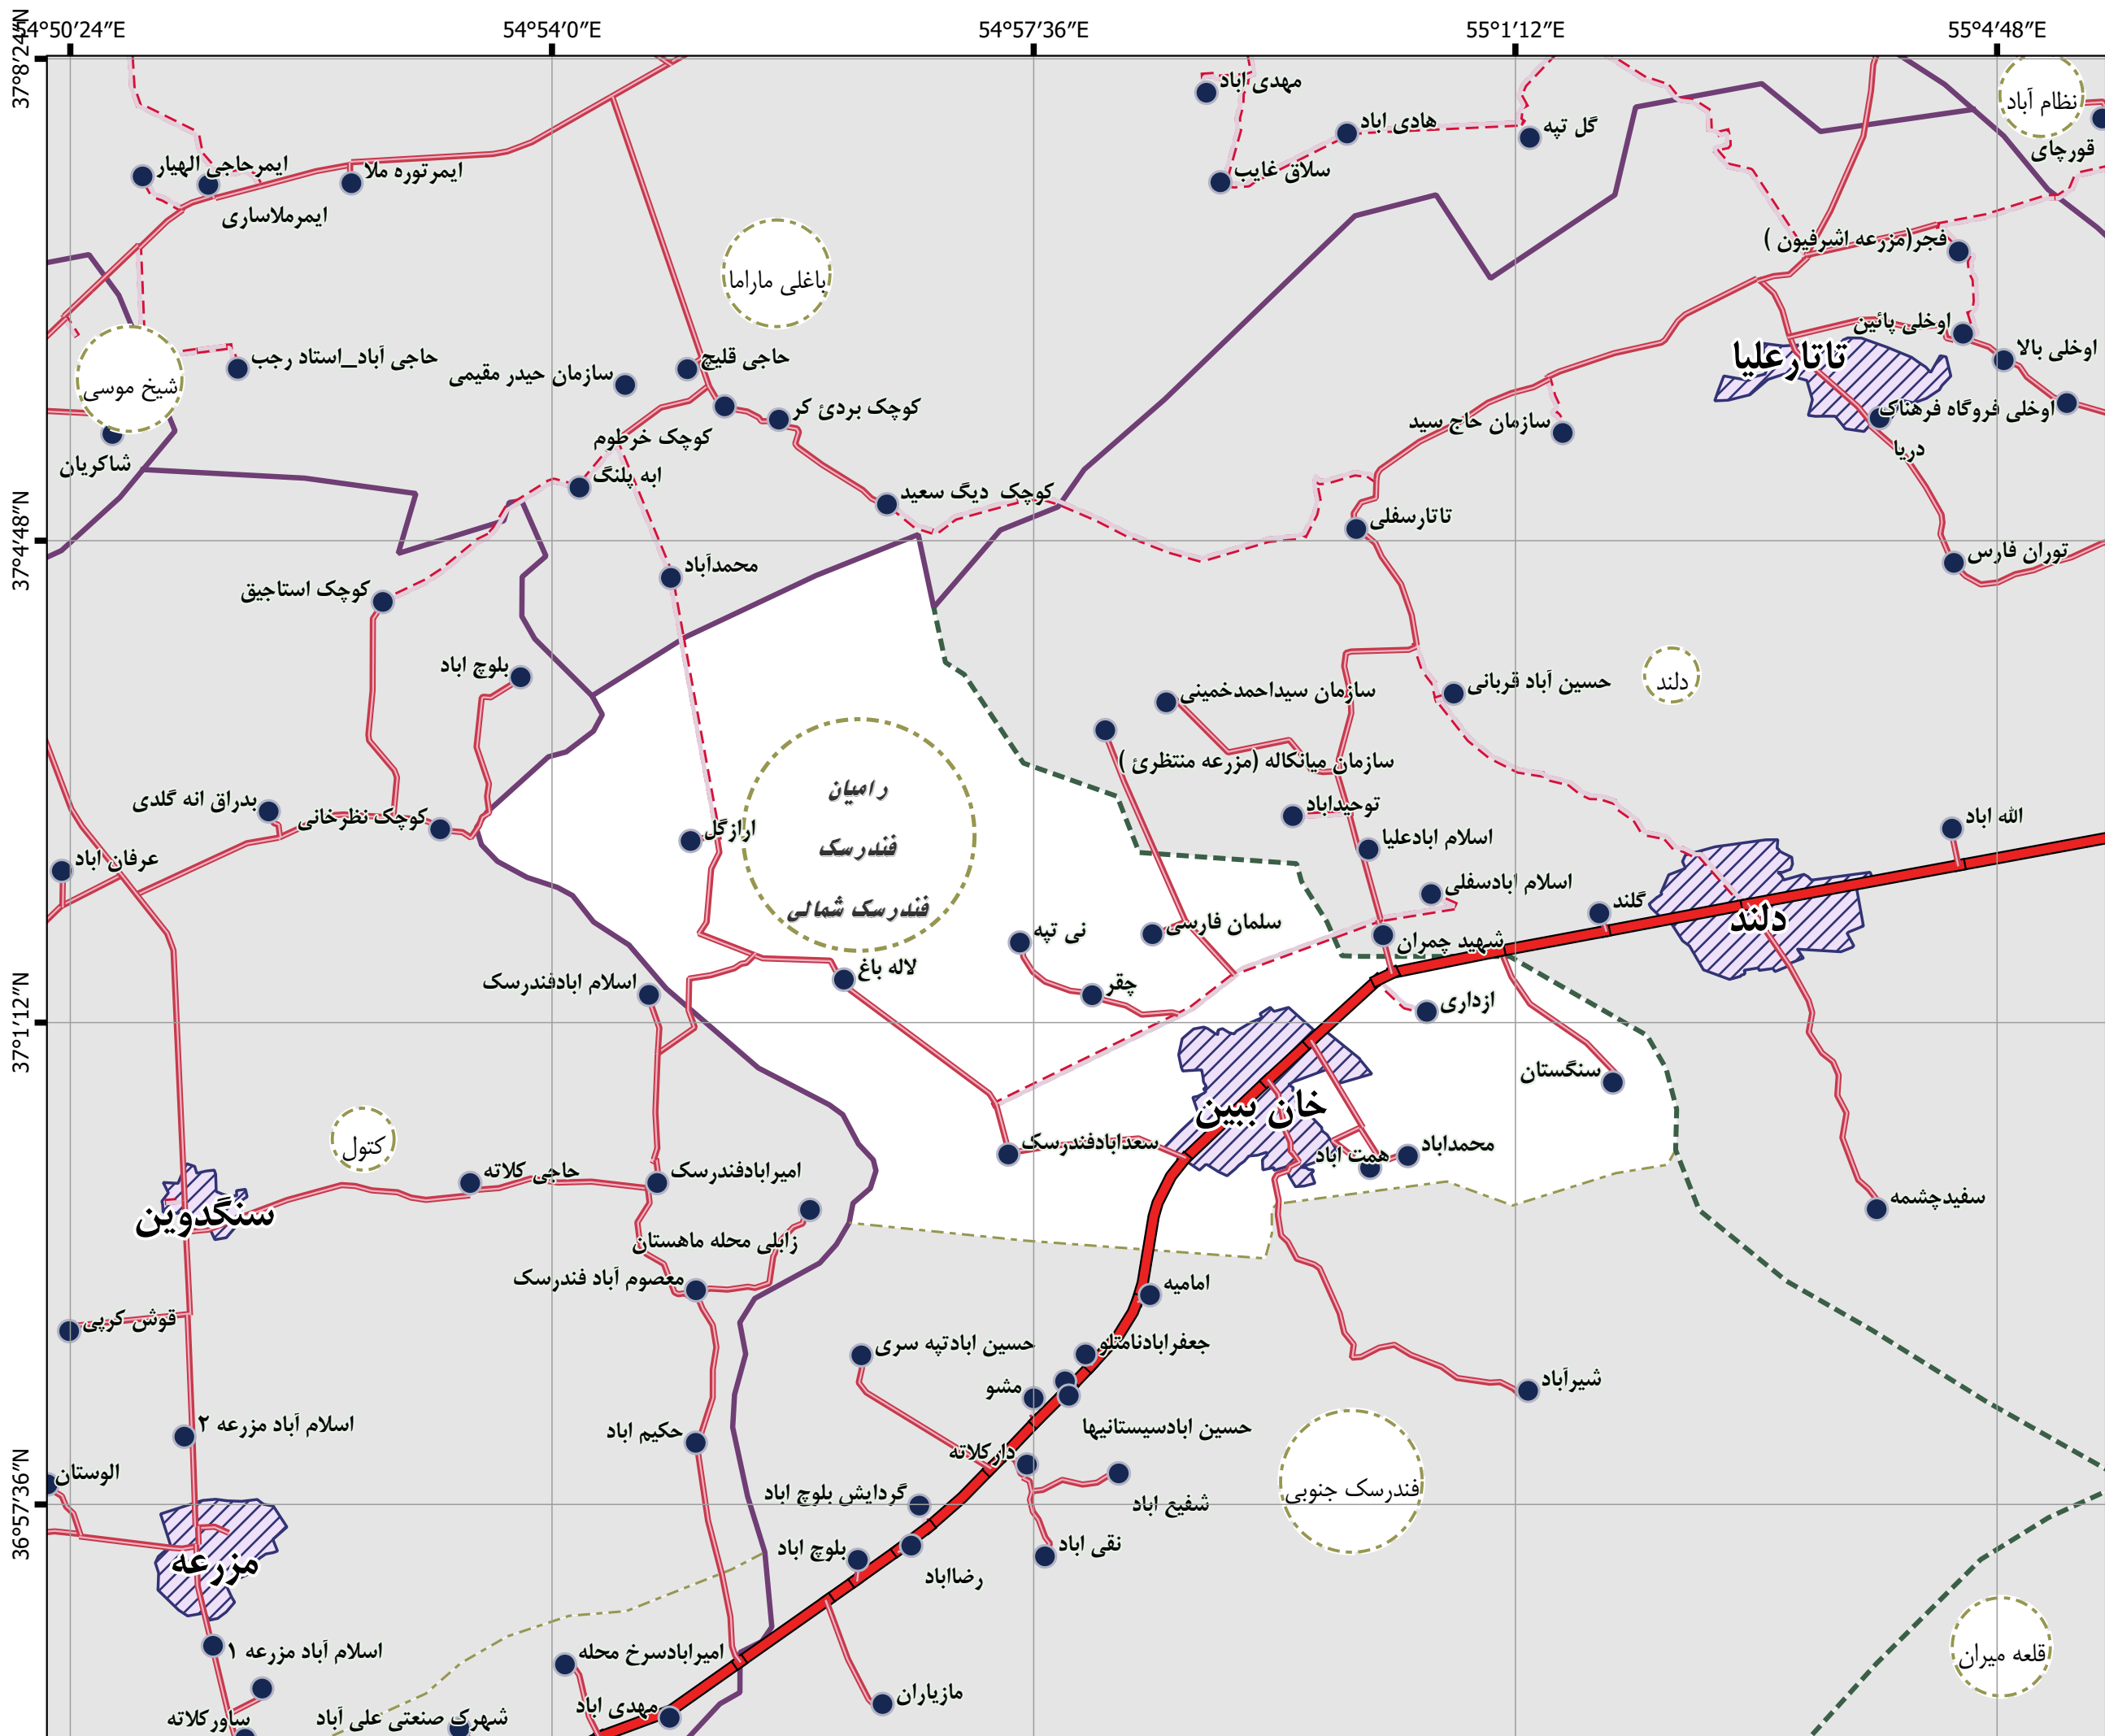 54°50′24″E
54°54′0″E
54°57′36″E
55°1′12″E
55°4′48″E
37°8′24″N
37°4′48″N
37°1′12″N
36°57′36″N
مهدی اباد
هادی اباد
گل تپه
نظام آباد
قورچای
سلاق غایب
ایمرحاجی الهیار
ایمرتوره ملا
ایمرملاساری
باغلی ماراما
فجر(مزرعه اشرفیون )
اوخلی پائین
اوخلی بالا
تاتارعلیا
اوخلی فروگاه فرهناک
دریا
حاجی آباد_استاد رجب
شیخ موسی
شاکریان
سازمان حیدر مقیمی
حاجی قلیچ
کوچک بردئ کر
کوچک خرطوم
ابه پلنگ
کوچک دیگ سعید
سازمان حاج سید
تاتارسفلی
توران فارس
محمدآباد
کوچک استاجیق
بلوچ اباد
حسین آباد قربانی
دلند
سازمان سیداحمدخمینی
سازمان میانکاله (مزرعه منتظرئ )
توحیداباد
اسلام ابادعلیا
اسلام ابادسفلی
الله اباد
گلند
دلند
رامیان
فندرسک
فندرسک شمالی
ارازگل
بدراق انه گلدی
کوچک نظرخانی
عرفان اباد
سلمان فارسی
نی تپه
شهید چمران
چقر
لاله باغ
اسلام ابادفندرسک
ازداری
سنگستان
خان ببین
سعدابادفندرسک
همت اباد
محمداباد
سفیدچشمه
کتول
حاجی کلاته
امیرابادفندرسک
سنگدوین
زابلی محله ماهستان
معصوم آباد فندرسک
قوش کرپی
امامیه
جعفرابادنامتلو
حسین ابادتپه سری
مشو
حسین ابادسیستانیها
شیرآباد
اسلام آباد مزرعه ۲
حکیم اباد
دارکلاته
الوستان
گردایش بلوچ اباد
شفیع اباد
فندرسک جنوبی
نقی اباد
بلوچ اباد
رضااباد
مزرعه
اسلام آباد مزرعه ۱
امیرابادسرخ محله
قلعه میران
مازیاران
مهدی اباد
ساورکلاته
شهرک صنعتی علی آباد